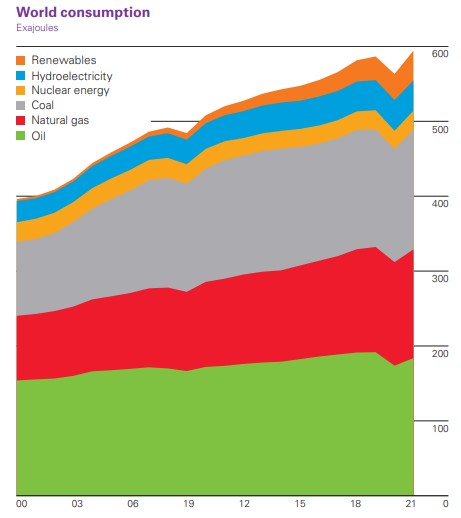 World consumption
Exajoules
Renewables
Hydroelectricity
Nuclear energy
Coal
Natural gas
Oil
600
500
400
300
200
100
00 03 06 19 12 15 18 21 0